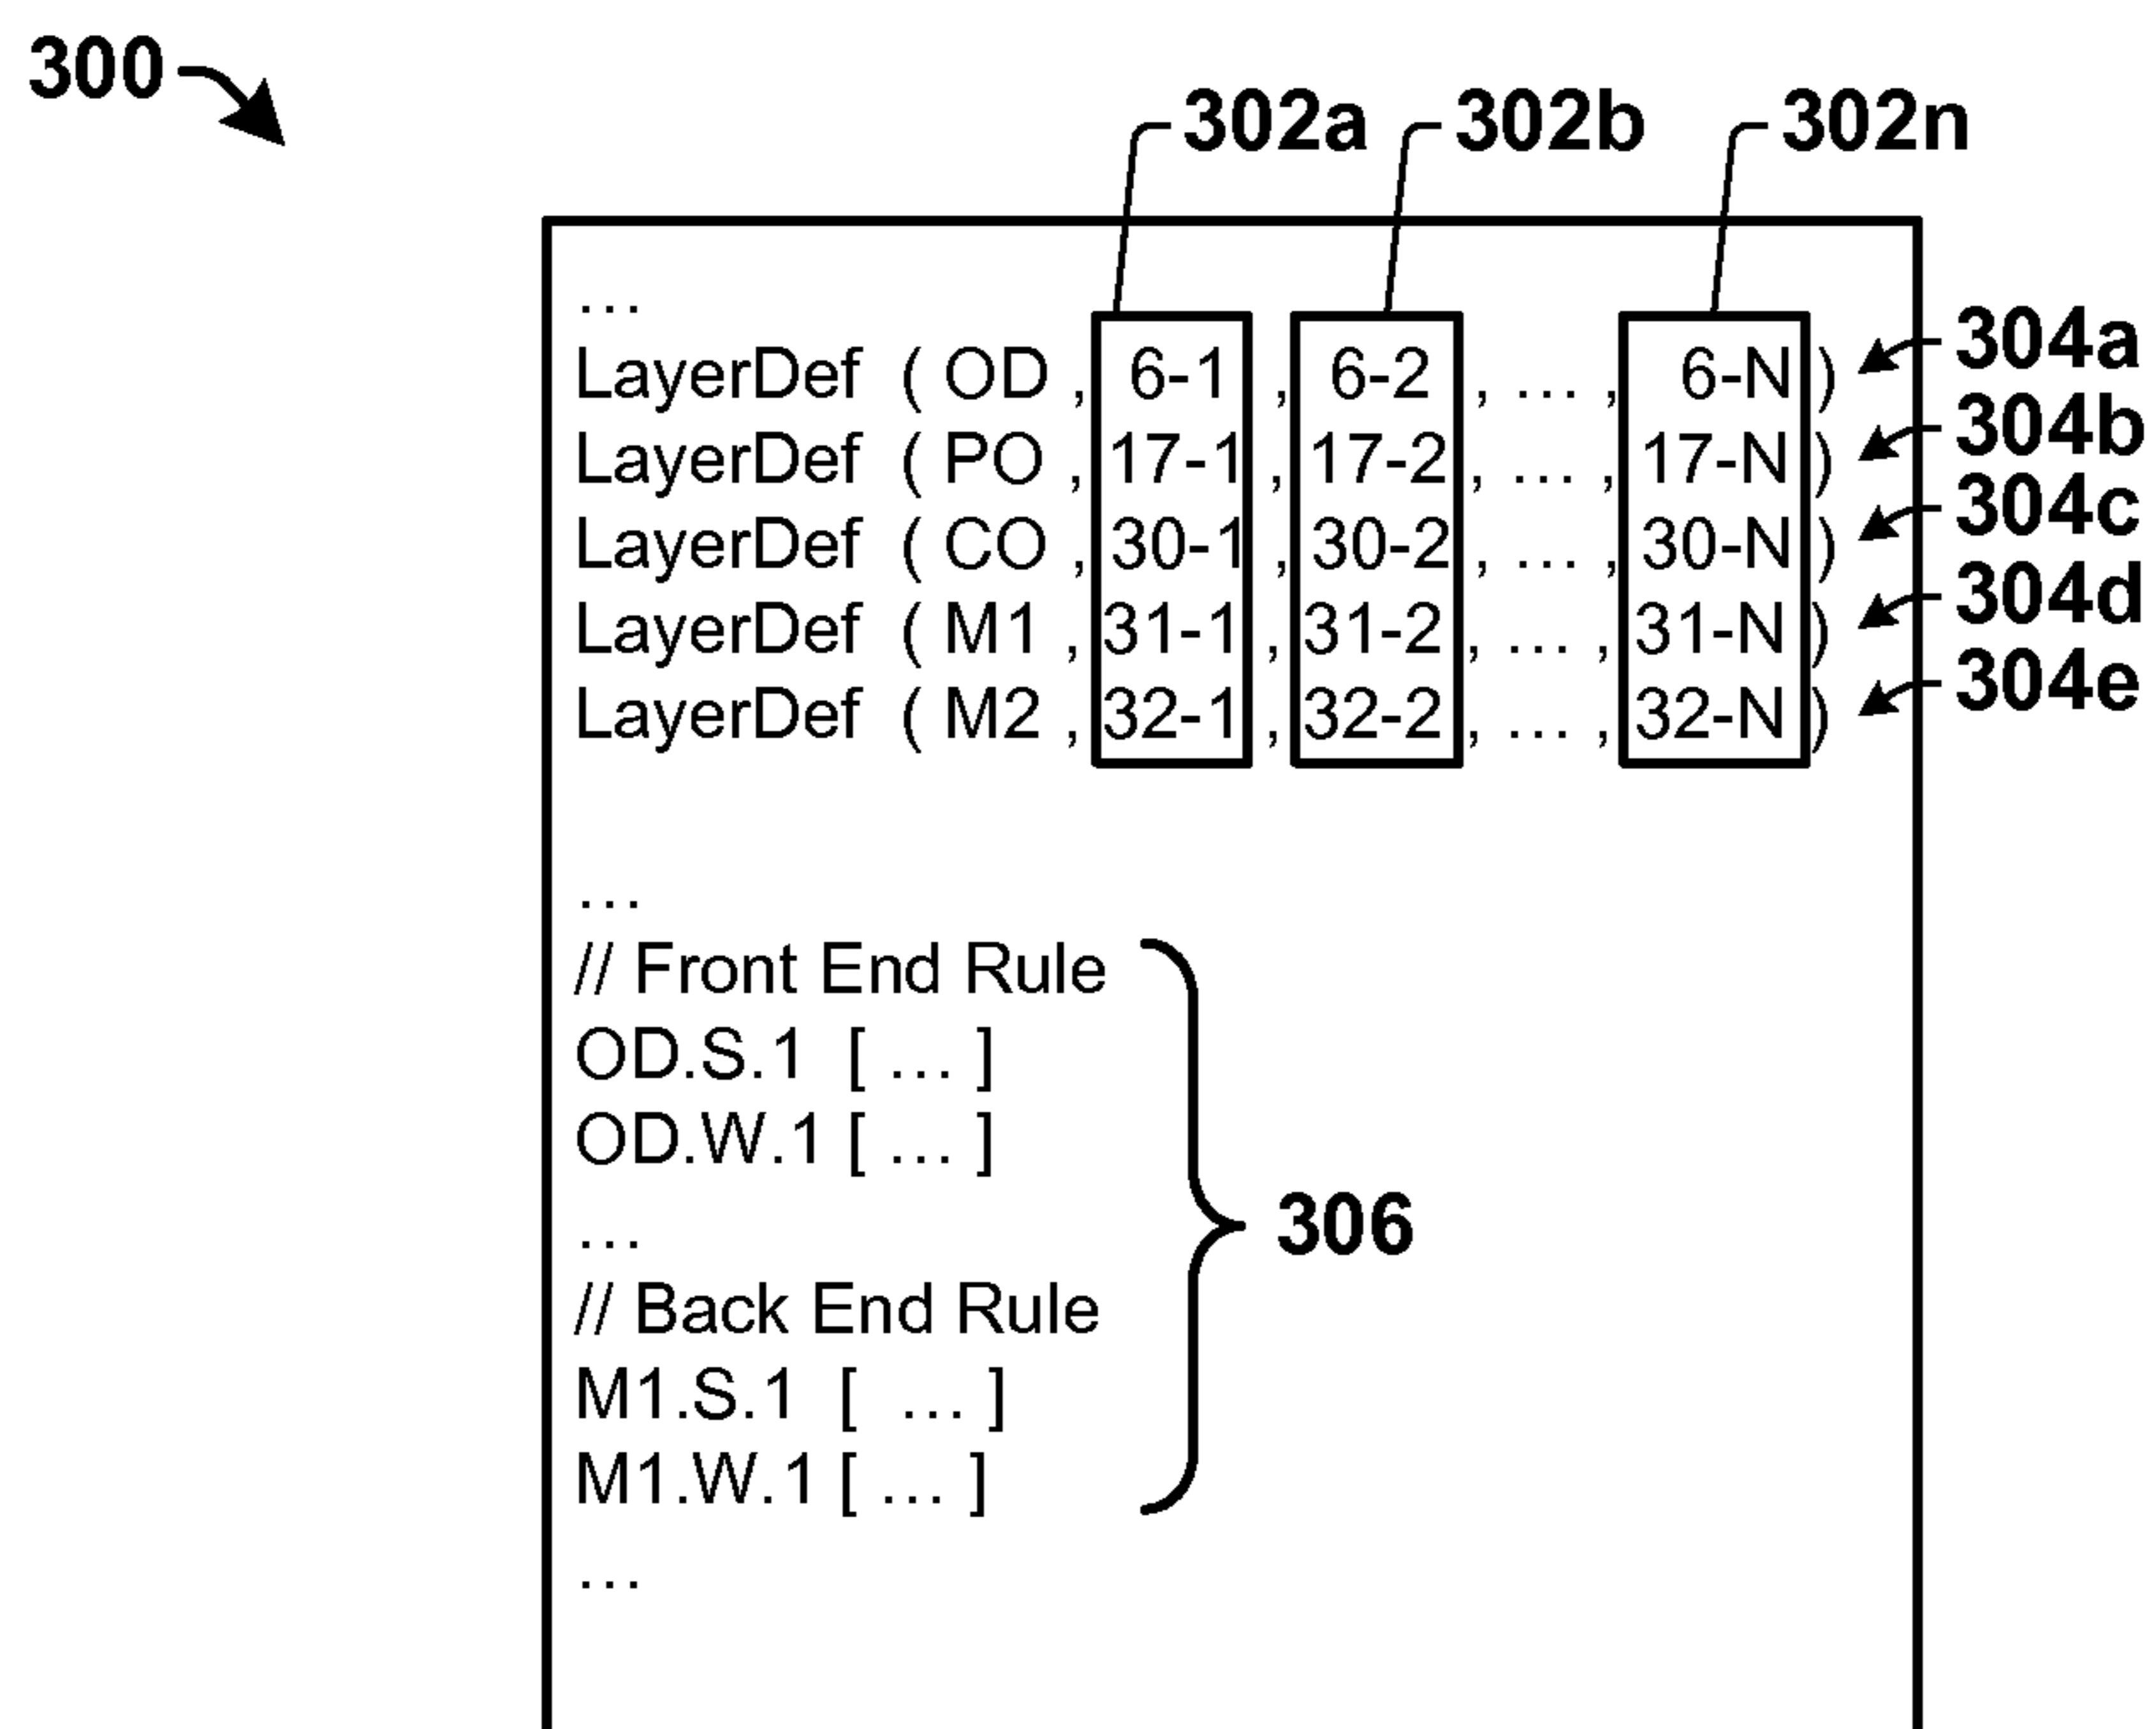 300
302a 302b 302n
...
LayerDef ( OD , 6-1 , 6-2 , ... , 6-N ) 304a
LayerDef ( PO , 17-1 , 17-2 , ... , 17-N ) 304b
LayerDef ( CO , 30-1 , 30-2 , ... , 30-N ) 304c
LayerDef ( M1 , 31-1 , 31-2 , ... , 31-N ) 304d
LayerDef ( M2 , 32-1 , 32-2 , ... , 32-N ) 304e
...
// Front End Rule
OD.S.1 [ ... ]
OD.W.1 [ ... ]
306
...
// Back End Rule
M1.S.1 [ ... ]
M1.W.1 [ ... ]
...